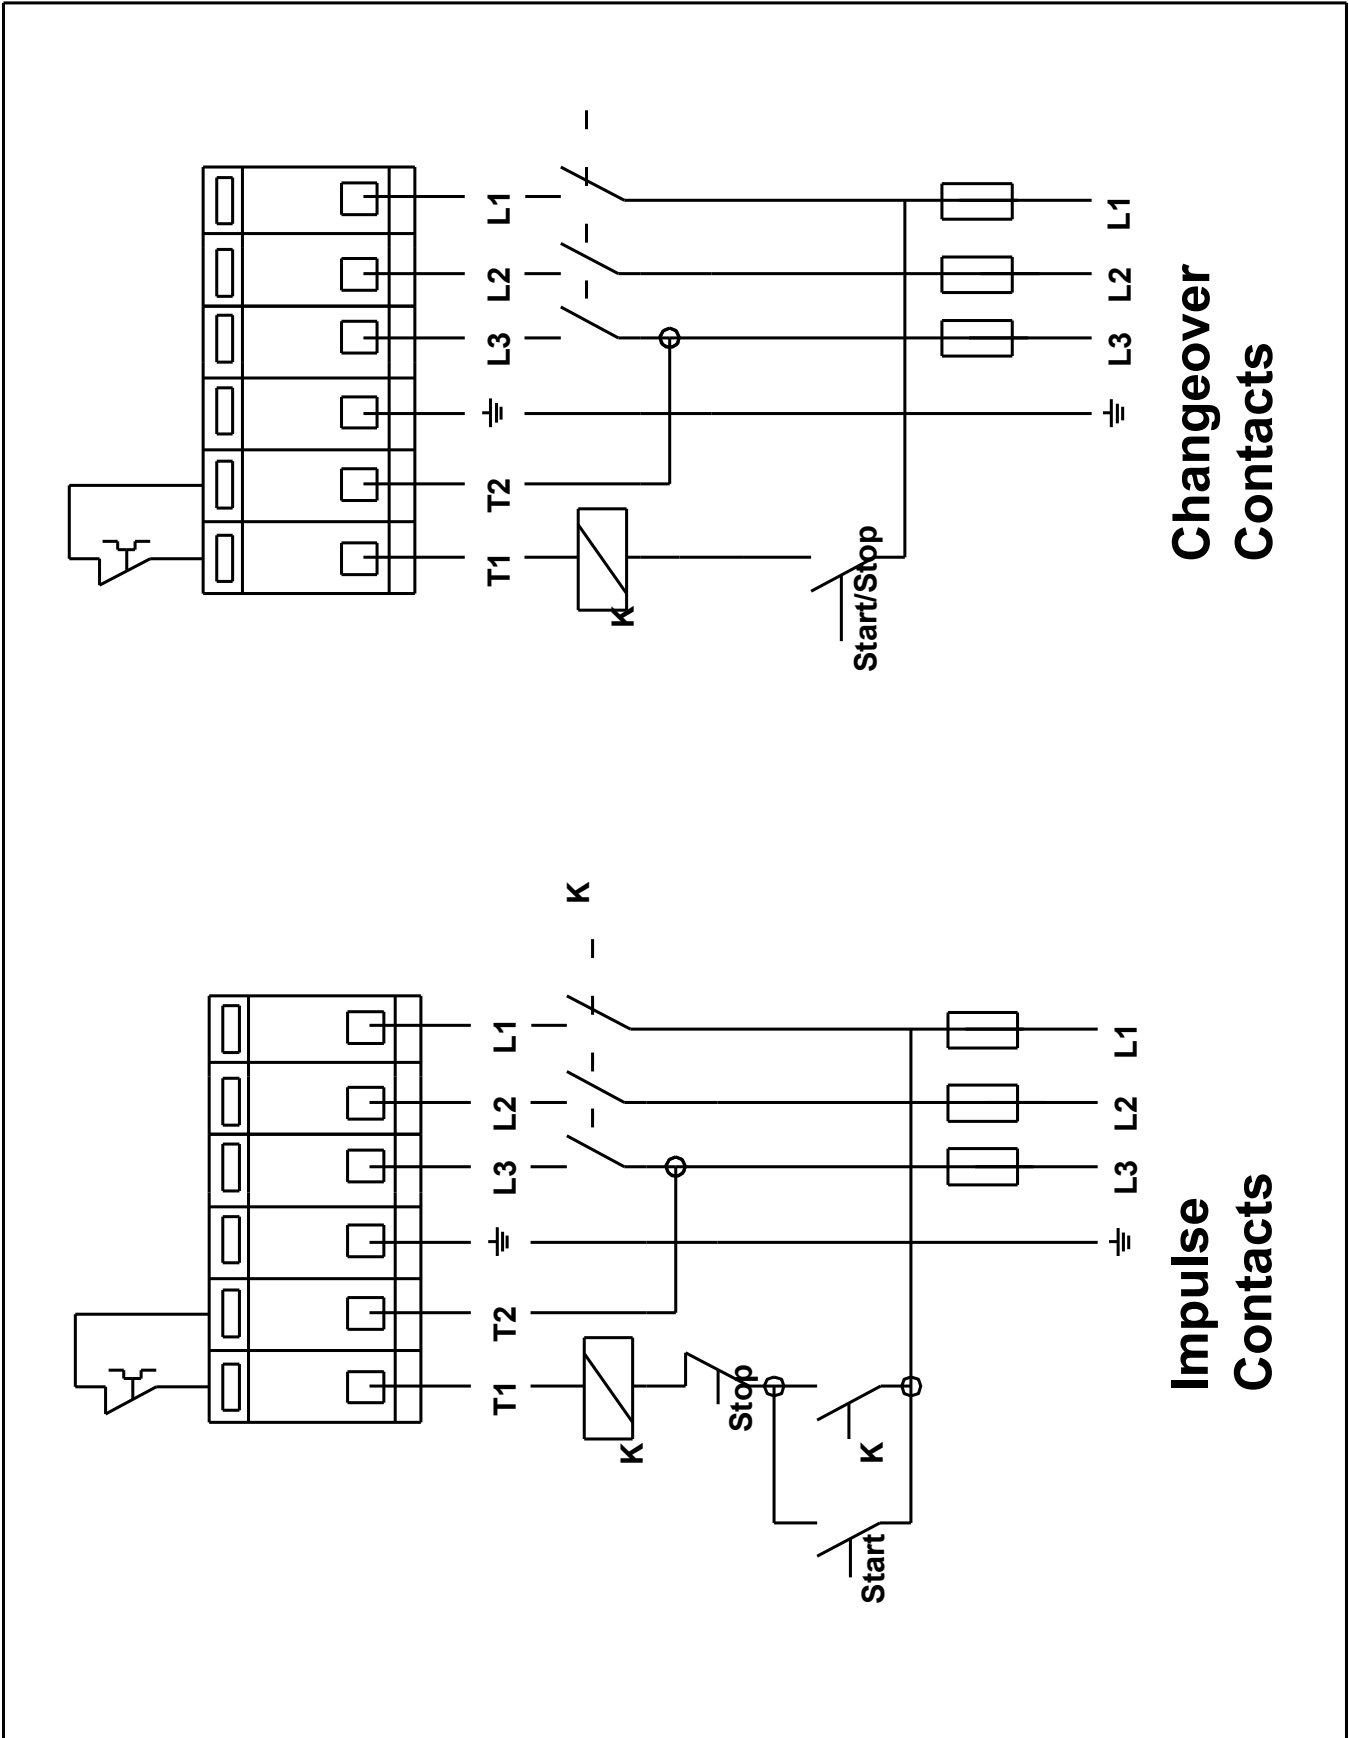 L1
L2
L3
T2
T1
K
Start/Stop
L1
L2
L3
Changeover
Contacts
K
L1
L2
L3
T2
T1
K
Stop
K
Start
L1
L2
L3
Impulse
Contacts